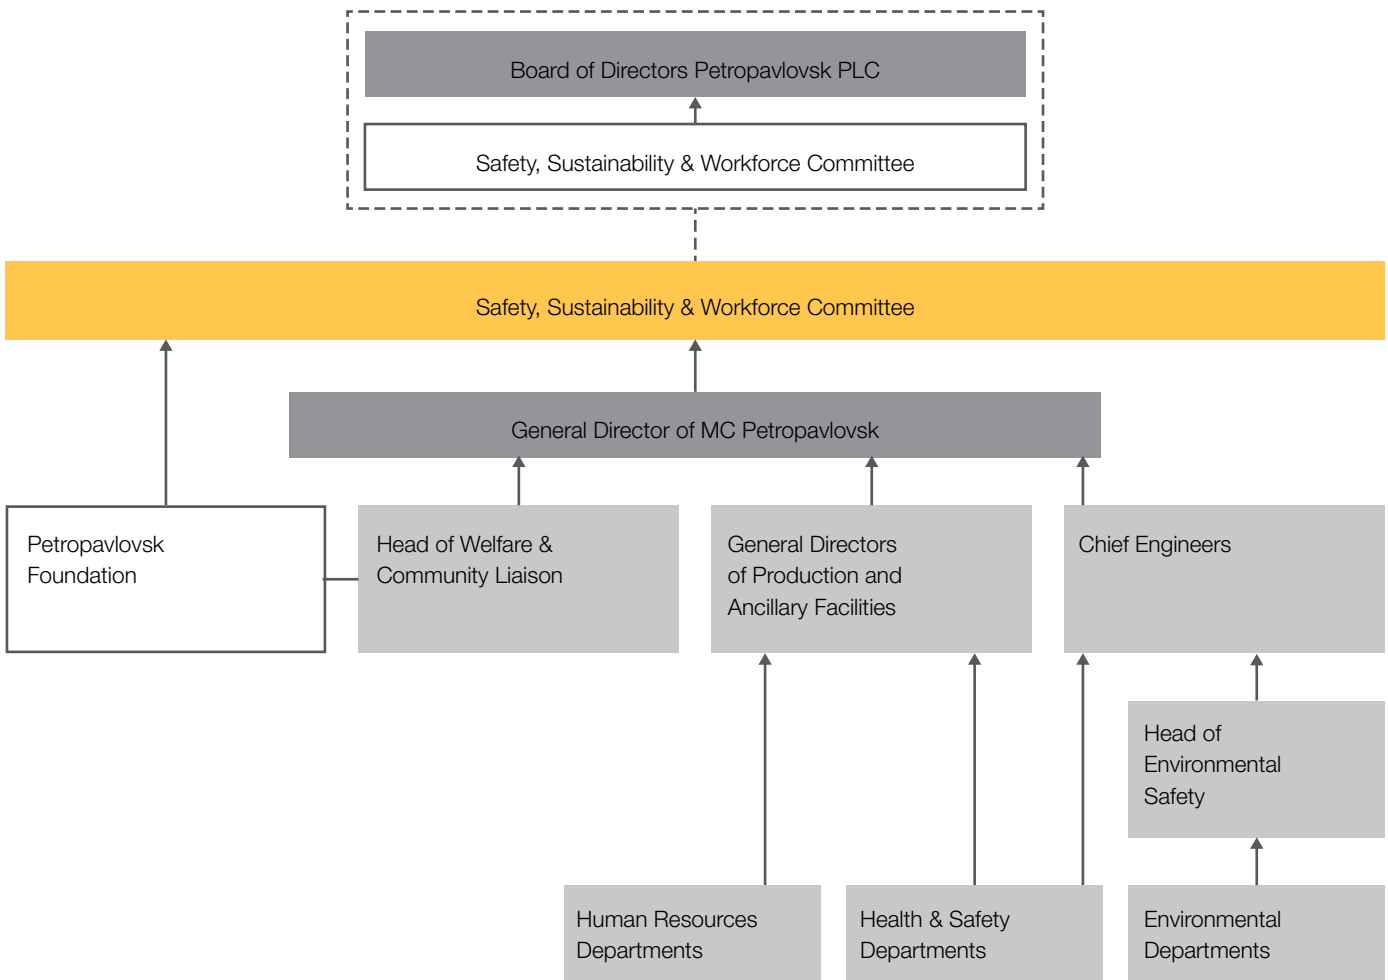 Board of Directors Petropavlovsk PLC
Safety, Sustainability & Workforce Committee
Safety, Sustainability & Workforce Committee
General Director of MC Petropavlovsk
Petropavlovsk
Foundation
Head of Welfare &
Community Liaison
General Directors
of Production and
Ancillary Facilities
Chief Engineers
Head of
Environmental
Safety
Human Resources
Departments
Health & Safety
Departments
Environmental
Departments